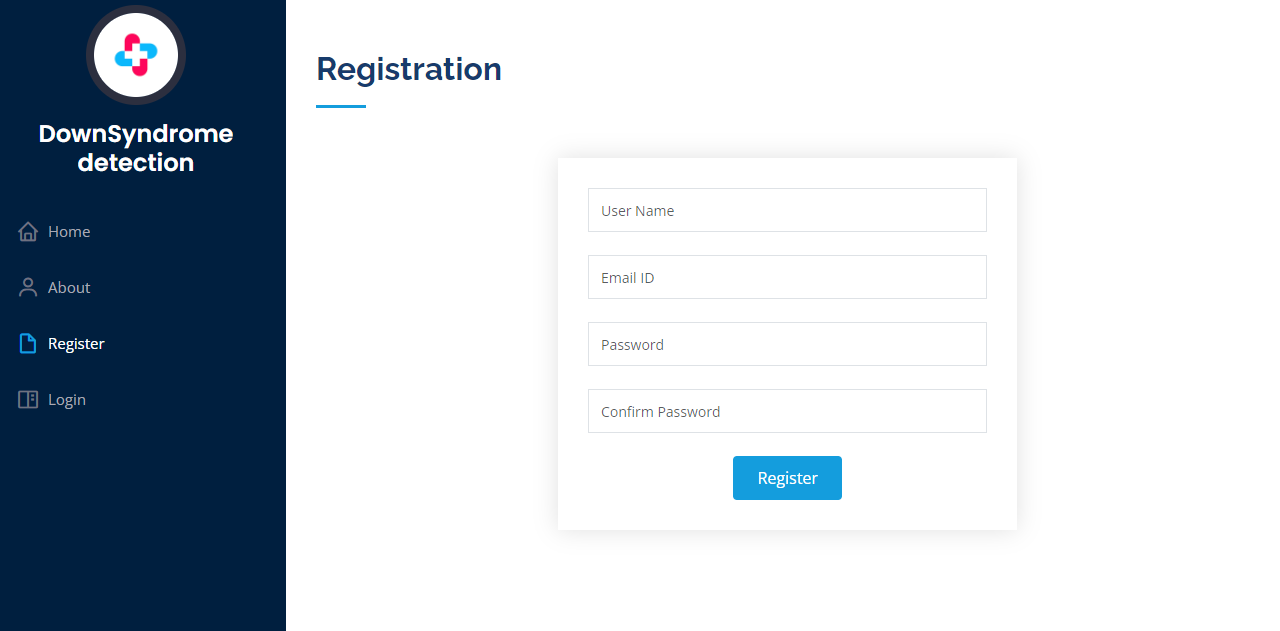 DownSyndrome
detection
Home
About
Register
Login
Registration
User Name
Email ID
Password
Confirm Password
Register